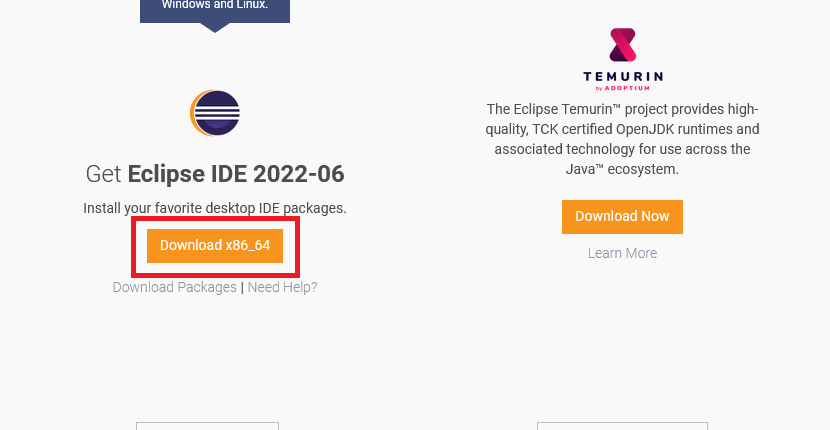 Windows and Linux.
Get Eclipse IDE 2022-06
Install your favorite desktop IDE packages.
Download x86_64
Download Packages | Need Help?
TEMURIN
by ADOPTIUM
The Eclipse Temurin™ project provides high-
quality, TCK certified OpenJDK runtimes and
associated technology for use across the
Java™ ecosystem.
Download Now
Learn More